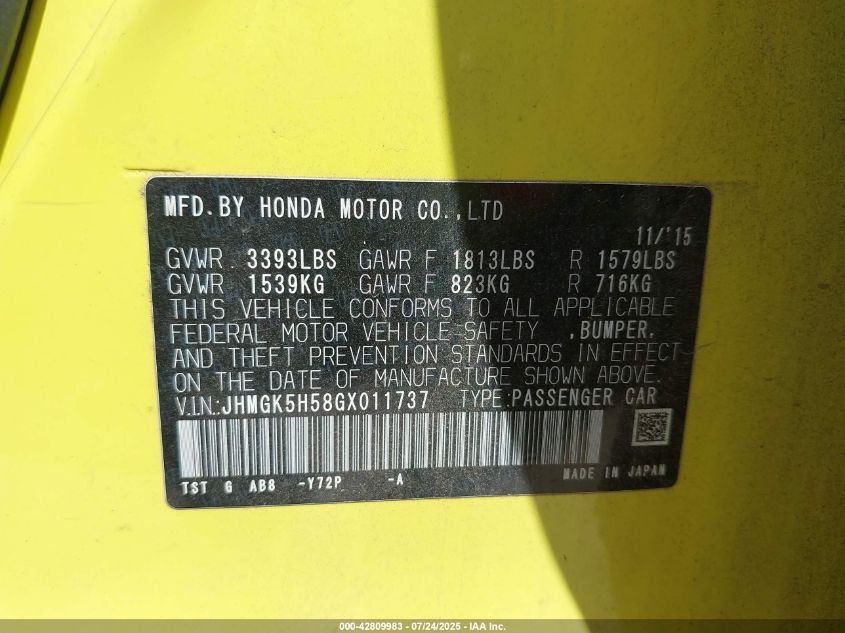 MFD.BY HONDA MOTOR CO.,LTD
11/'15
GVWR 3393LBS GAWR F 1813LBS R 1579LBS
GVWR 1539KG GAWR F 823KG R 716KG
THIS VEHICLE CONFORMS TO ALL APPLICABLE
FEDERAL MOTOR VEHICLE-SAFETY ,BUMPER,
AND THEFT PREVENTION STANDARDS IN EFFECT
ON THE DATE OF MANUFACTURE SHOWN ABOVE.
V.I.N.:JHMGK5H58GX011737 TYPE:PASSENGER CAR
TST G AB8 -Y72P -A MADE IN JAPAN
000-42809983 - 07/24/2025 - IAA Inc.